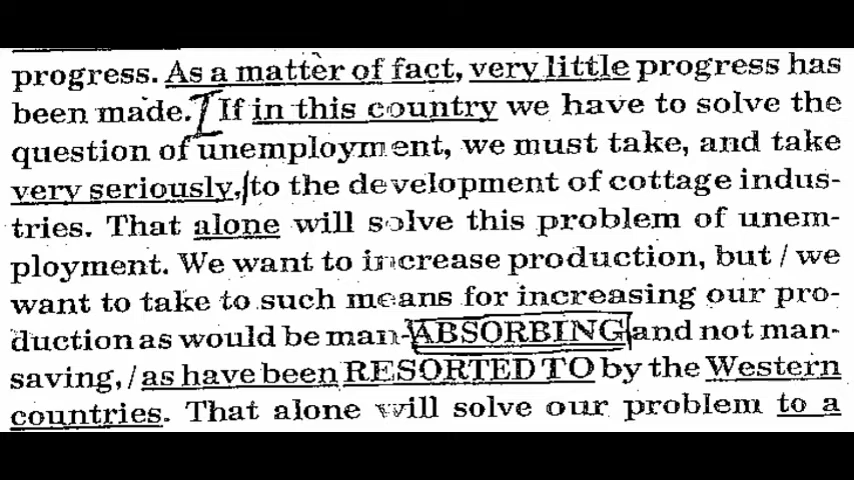 progress. As a matter of fact, very little progress has
been made. If in this country we have to solve the
question of unemployment, we must take, and take
very seriously,/to the development of cottage indus-
tries. That alone will solve this problem of unem-
ployment. We want to increase production, but / we
want to take to such means for increasing our pro-
duction as would be man-ABSORBING and not man-
saving, / as have been RESORTED TO by the Western
countries. That alone will solve our problem to a